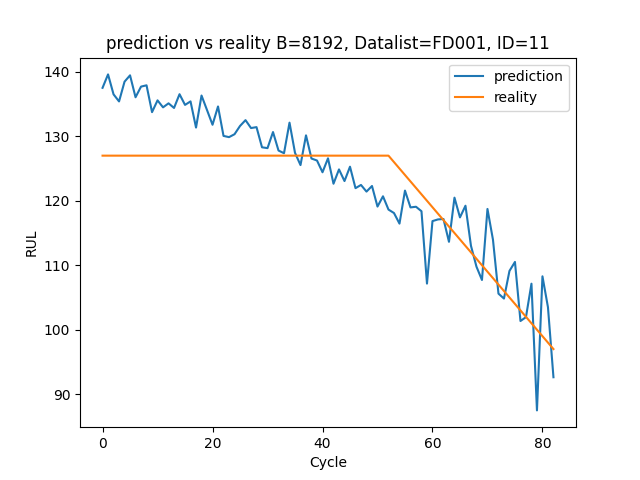 prediction vs reality B=8192, Datalist=FD001, ID=11
prediction
reality
RUL
140
130
120
110
100
90
0 20 40 60 80
Cycle